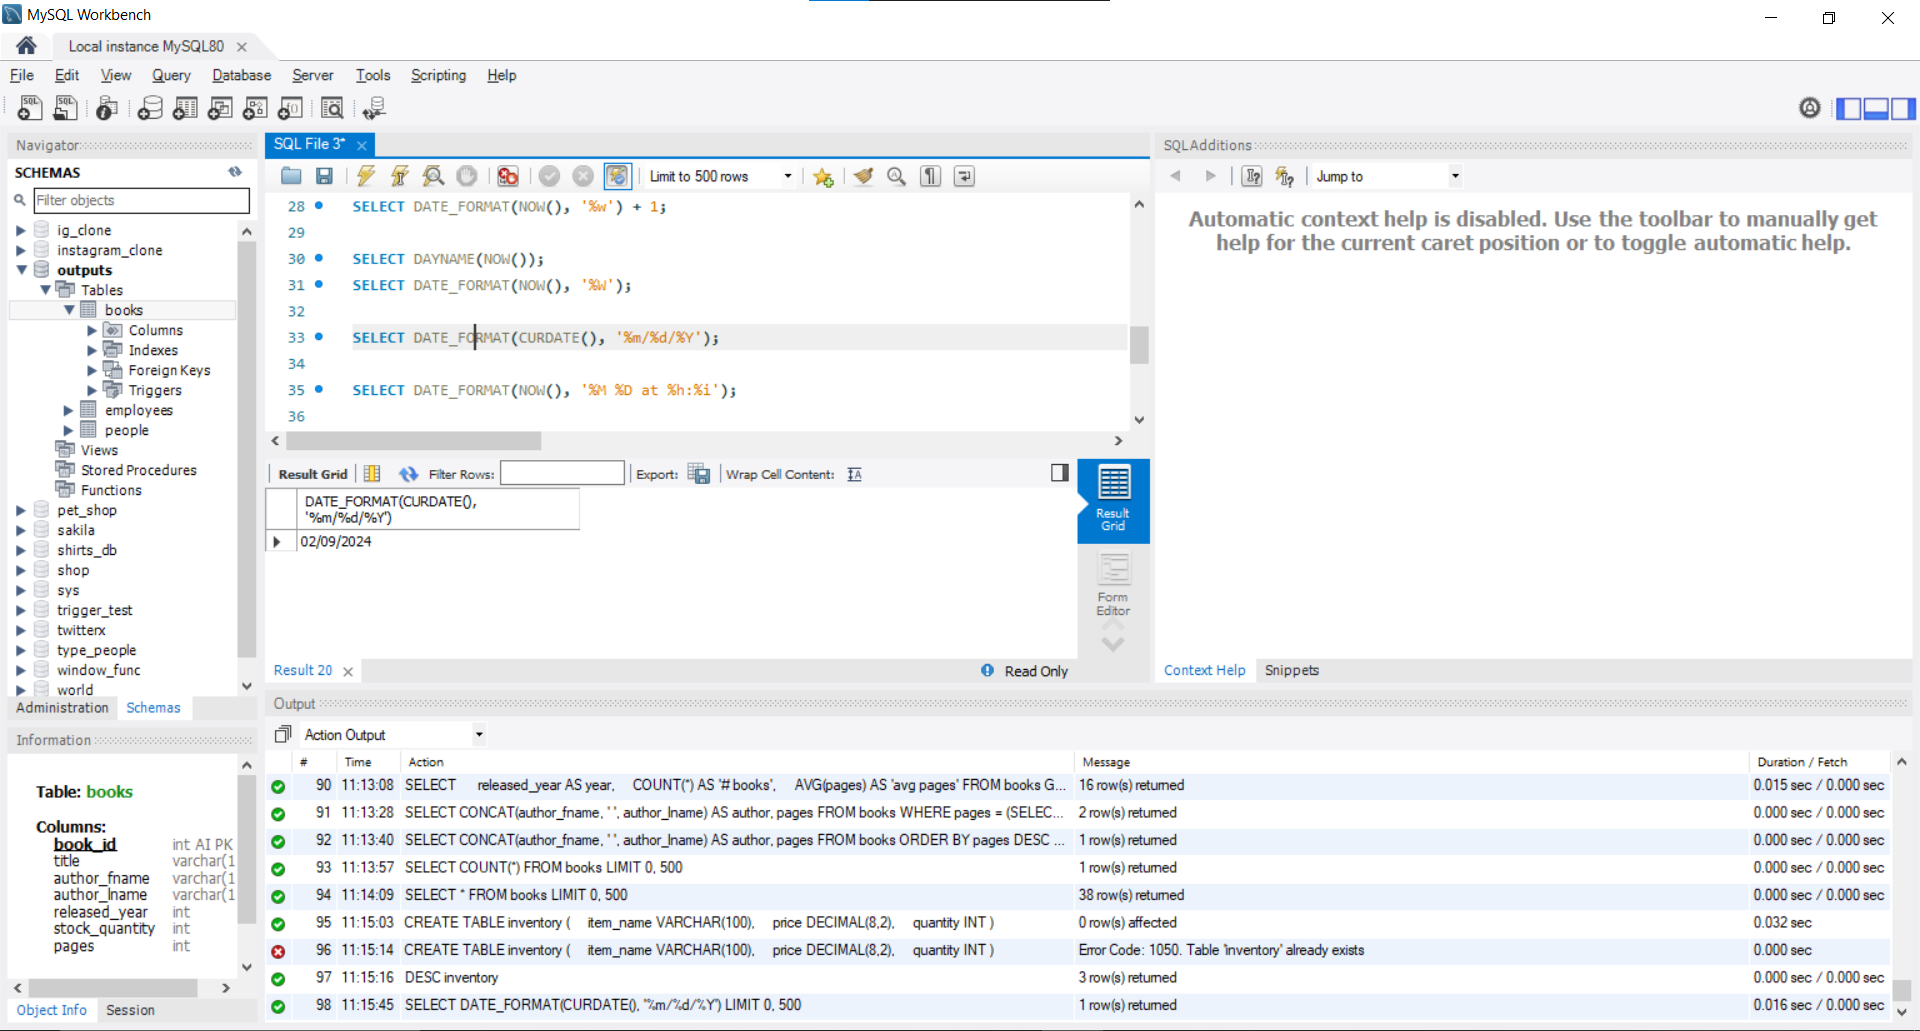 MySQL Workbench
Local instance MySQL80
File Edit View Query Database Server Tools Scripting Help
Navigator
SCHEMAS
Filter objects
ig_clone
instagram_clone
outputs
Tables
books
Columns
Indexes
Foreign Keys
Triggers
employees
people
Views
Stored Procedures
Functions
pet_shop
sakila
shirts_db
shop
sys
trigger_test
twitterx
type_people
window_func
world
Administration Schemas
Information
Table: books
Columns:
book_id int AI PK
title varchar(1
author_fname varchar(1
author_lname varchar(1
released_year int
stock_quantity int
pages int
Object Info Session
SQL File 3*
Limit to 500 rows
28 SELECT DATE_FORMAT(NOW(), '%w') + 1;
29
30 SELECT DAYNAME(NOW());
31 SELECT DATE_FORMAT(NOW(), '%W');
32
33 SELECT DATE_FORMAT(CURDATE(), '%m/%d/%Y');
34
35 SELECT DATE_FORMAT(NOW(), '%M %D at %h:%i');
36
Result Grid Filter Rows: Export: Wrap Cell Content:
DATE_FORMAT(CURDATE(),
'%m/%d/%Y')
02/09/2024
Result
Grid
Form
Editor
Result 20 Read Only
SQLAdditions
Jump to
Automatic context help is disabled. Use the toolbar to manually get
help for the current caret position or to toggle automatic help.
Context Help Snippets
Output
Action Output
# Time Action Message Duration / Fetch
90 11:13:08 SELECT released_year AS year, COUNT(*) AS '# books', AVG(pages) AS 'avg pages' FROM books G... 16 row(s) returned 0.015 sec / 0.000 sec
91 11:13:28 SELECT CONCAT(author_fname, ' ', author_lname) AS author, pages FROM books WHERE pages = (SELEC... 2 row(s) returned 0.000 sec / 0.000 sec
92 11:13:40 SELECT CONCAT(author_fname, ' ', author_lname) AS author, pages FROM books ORDER BY pages DESC ... 1 row(s) returned 0.000 sec / 0.000 sec
93 11:13:57 SELECT COUNT(*) FROM books LIMIT 0, 500 1 row(s) returned 0.000 sec / 0.000 sec
94 11:14:09 SELECT * FROM books LIMIT 0, 500 38 row(s) returned 0.000 sec / 0.000 sec
95 11:15:03 CREATE TABLE inventory ( item_name VARCHAR(100), price DECIMAL(8,2), quantity INT ) 0 row(s) affected 0.032 sec
96 11:15:14 CREATE TABLE inventory ( item_name VARCHAR(100), price DECIMAL(8,2), quantity INT ) Error Code: 1050. Table 'inventory' already exists 0.000 sec
97 11:15:16 DESC inventory 3 row(s) returned 0.000 sec / 0.000 sec
98 11:15:45 SELECT DATE_FORMAT(CURDATE(), '%m/%d/%Y') LIMIT 0, 500 1 row(s) returned 0.016 sec / 0.000 sec